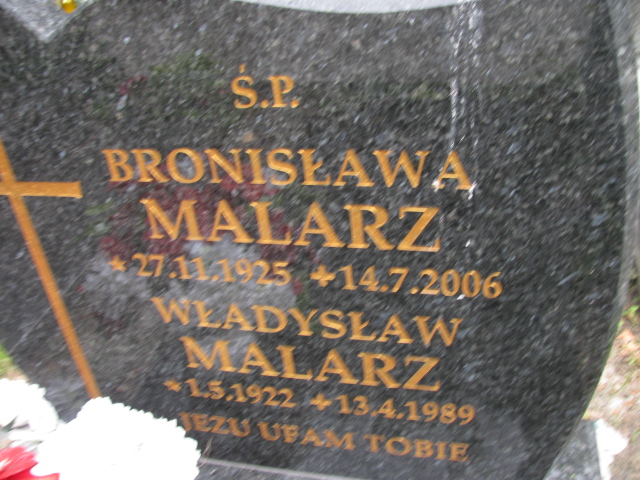 Ś.P.
BRONISŁAWA
MALARZ
*27.11.1925 ✝14.7.2006
WŁADYSŁAW
MALARZ
*1.5.1922 ✝13.4.1989
JEZU UFAM TOBIE